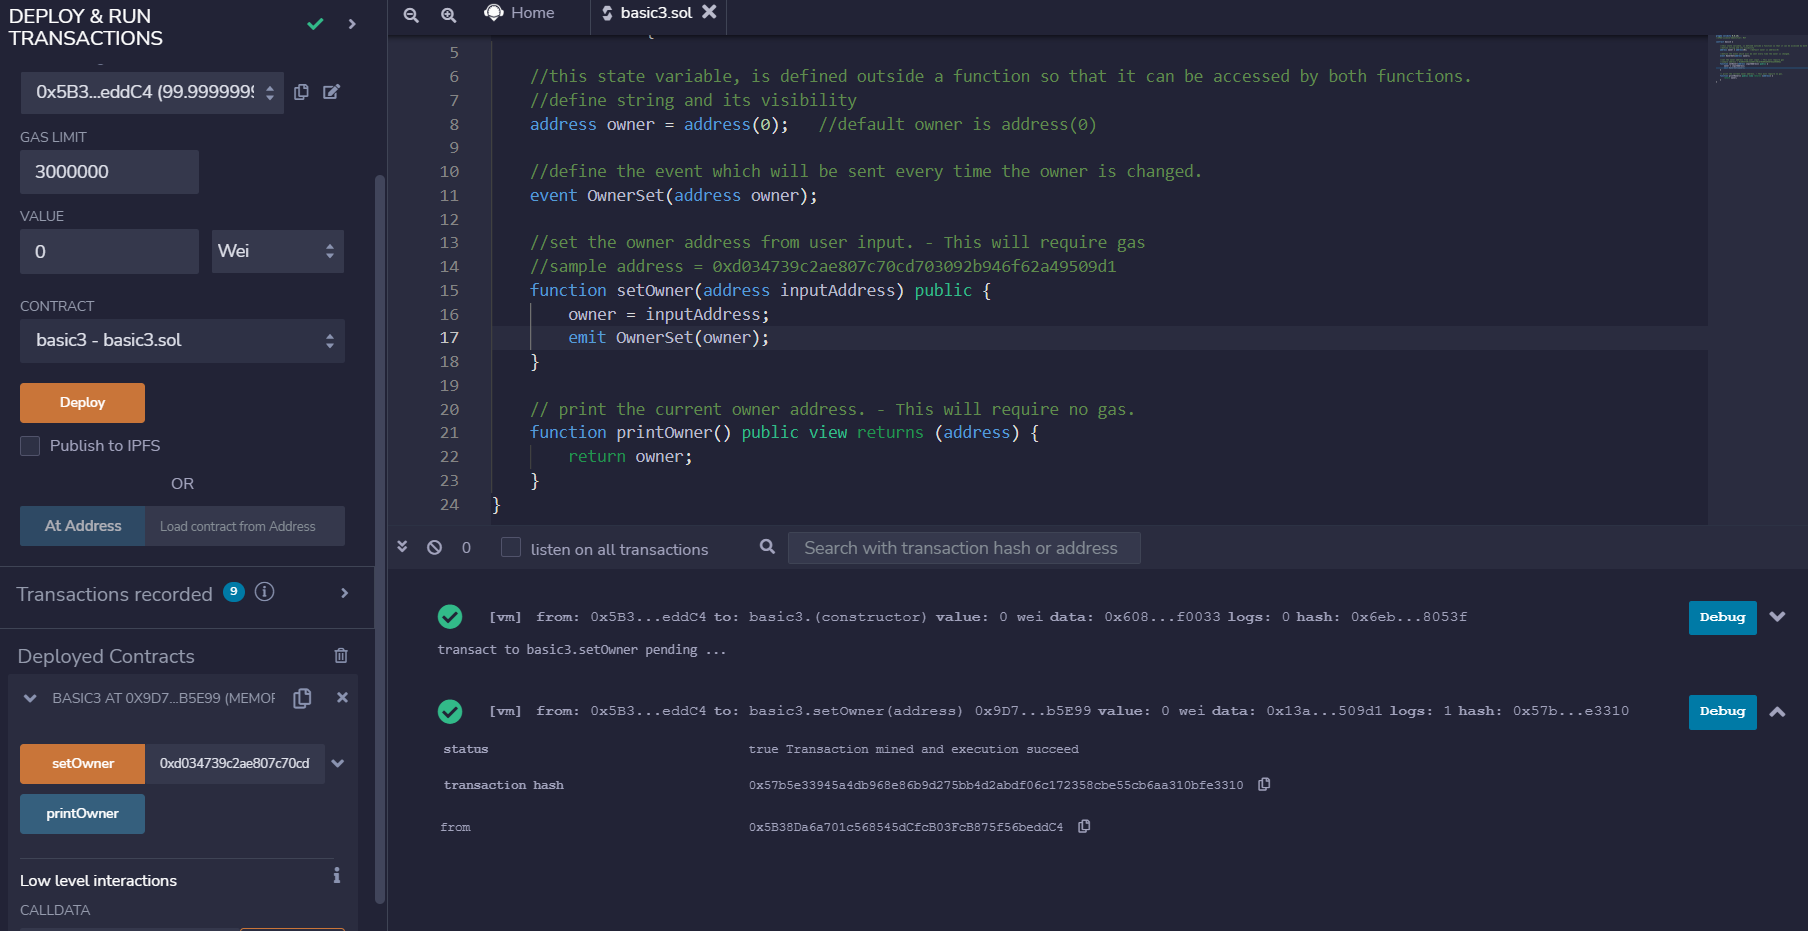 DEPLOY & RUN
TRANSACTIONS
0x5B3...eddC4 (99.9999999
GAS LIMIT
3000000
VALUE
0
Wei
CONTRACT
basic3 - basic3.sol
Deploy
Publish to IPFS
OR
At Address
Load contract from Address
Transactions recorded 9
Deployed Contracts
BASIC3 AT 0X9D7...B5E99 (MEMOR
setOwner
0xd034739c2ae807c70cd
printOwner
Low level interactions
CALLDATA
Home
basic3.sol
{
5
6 //this state variable, is defined outside a function so that it can be accessed by both functions.
7 //define string and its visibility
8 address owner = address(0); //default owner is address(0)
9
10 //define the event which will be sent every time the owner is changed.
11 event OwnerSet(address owner);
12
13 //set the owner address from user input. - This will require gas
14 //sample address = 0xd034739c2ae807c70cd703092b946f62a49509d1
15 function setOwner(address inputAddress) public {
16 owner = inputAddress;
17 emit OwnerSet(owner);
18 }
19
20 // print the current owner address. - This will require no gas.
21 function printOwner() public view returns (address) {
22 return owner;
23 }
24 }
0
listen on all transactions
Search with transaction hash or address
[vm] from: 0x5B3...eddC4 to: basic3.(constructor) value: 0 wei data: 0x608...f0033 logs: 0 hash: 0x6eb...8053f
Debug
transact to basic3.setOwner pending ...
[vm] from: 0x5B3...eddC4 to: basic3.setOwner(address) 0x9D7...b5E99 value: 0 wei data: 0x13a...509d1 logs: 1 hash: 0x57b...e3310
Debug
status true Transaction mined and execution succeed
transaction hash 0x57b5e33945a4db968e86b9d275bb4d2abdf06c172358cbe55cb6aa310bfe3310
from 0x5B38Da6a701c568545dCfcB03FcB875f56beddC4